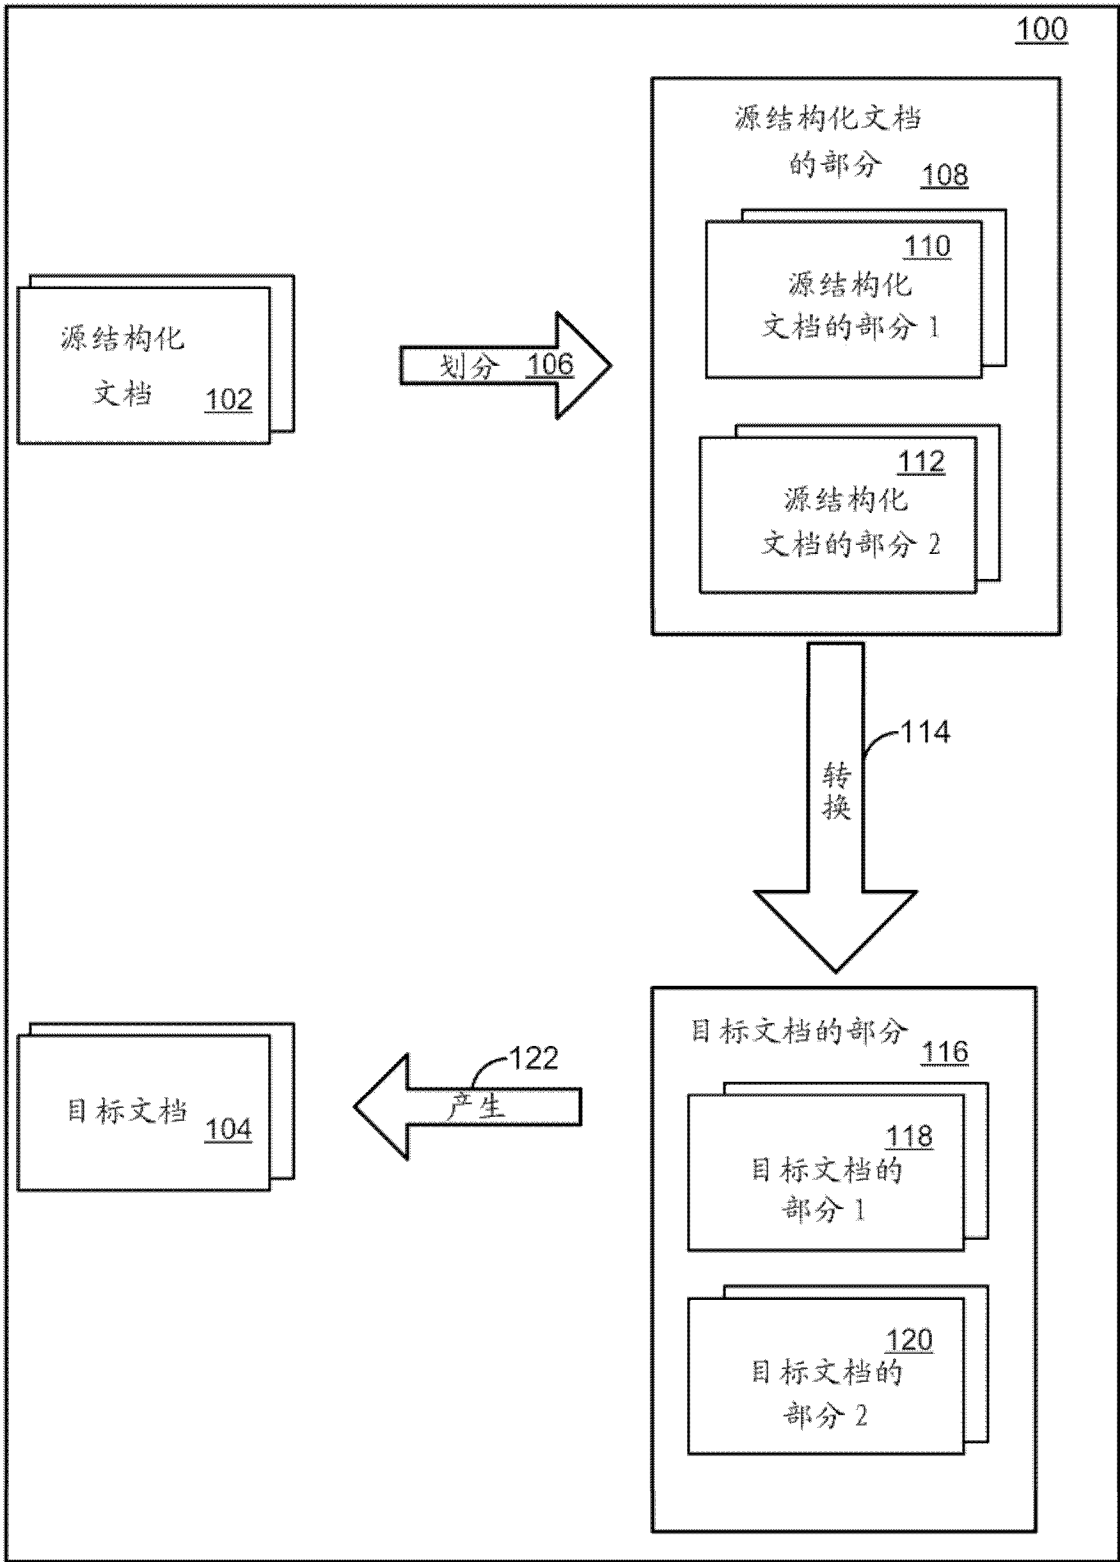 100
源结构化文档
的部分 108
110
源结构化
文档的部分 1
源结构化
文档 102
划分 106
112
源结构化
文档的部分 2
114
转
换
目标文档的部分 116
122
产生
目标文档 104
118
目标文档的
部分 1
120
目标文档的
部分 2